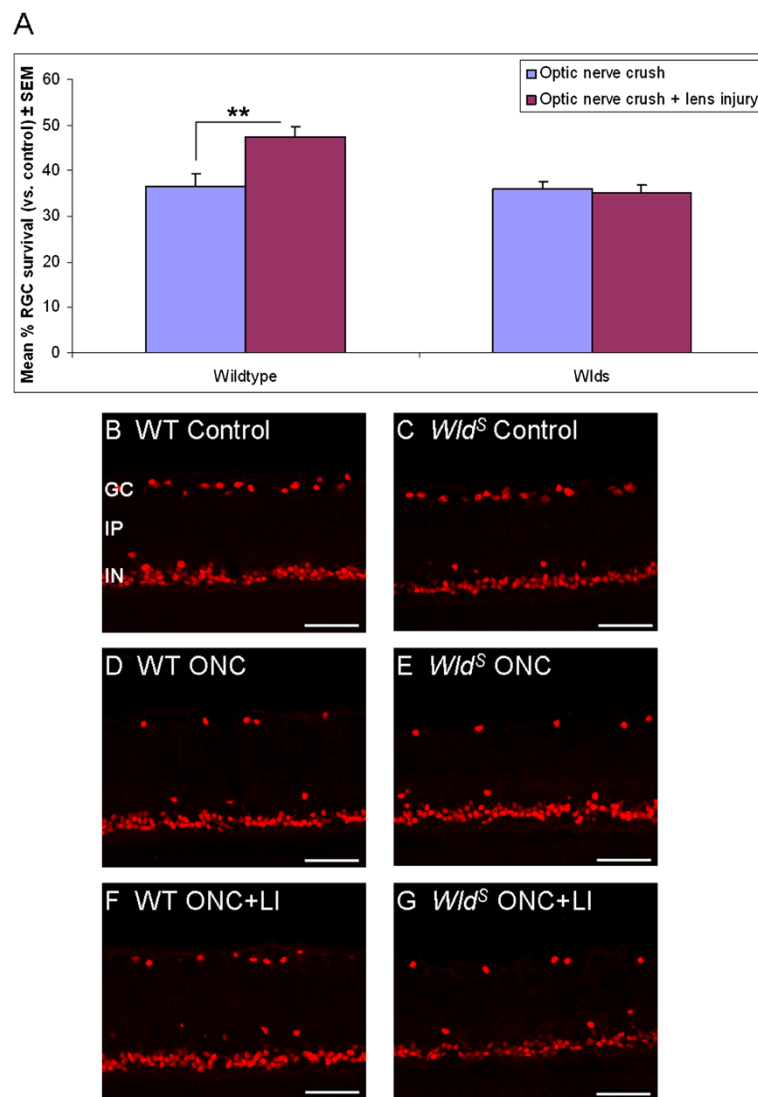 A
Mean % RGC survival (vs. control) ± SEM
60
50
40
30
20
10
0
**
Optic nerve crush
Optic nerve crush + lens injury
Wildtype
Wlds
B WT Control
GC
IP
IN
C Wldˢ Control
D WT ONC
E Wldˢ ONC
F WT ONC+LI
G Wldˢ ONC+LI